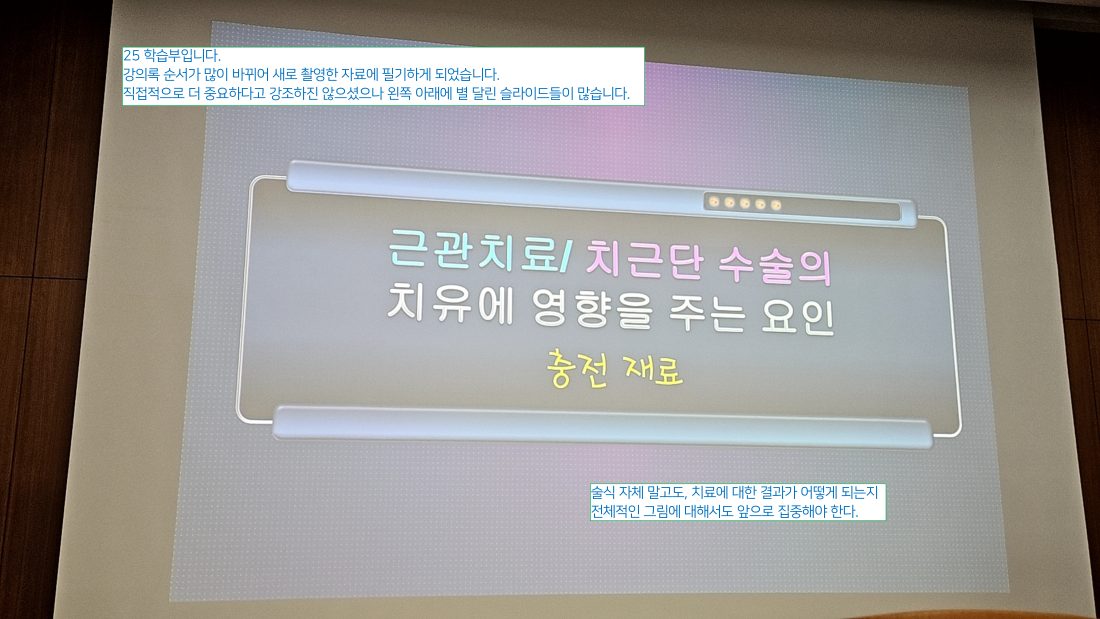 25 학습부입니다.
강의록 순서가 많이 바뀌어 새로 촬영한 자료에 필기하게 되었습니다.
직접적으로 더 중요하다고 강조하진 않으셨으나 왼쪽 아래에 별 달린 슬라이드들이 많습니다.
근관치료/ 치근단 수술의
치유에 영향을 주는 요인
충전 재료
술식 자체 말고도, 치료에 대한 결과가 어떻게 되는지
전체적인 그림에 대해서도 앞으로 집중해야 한다.